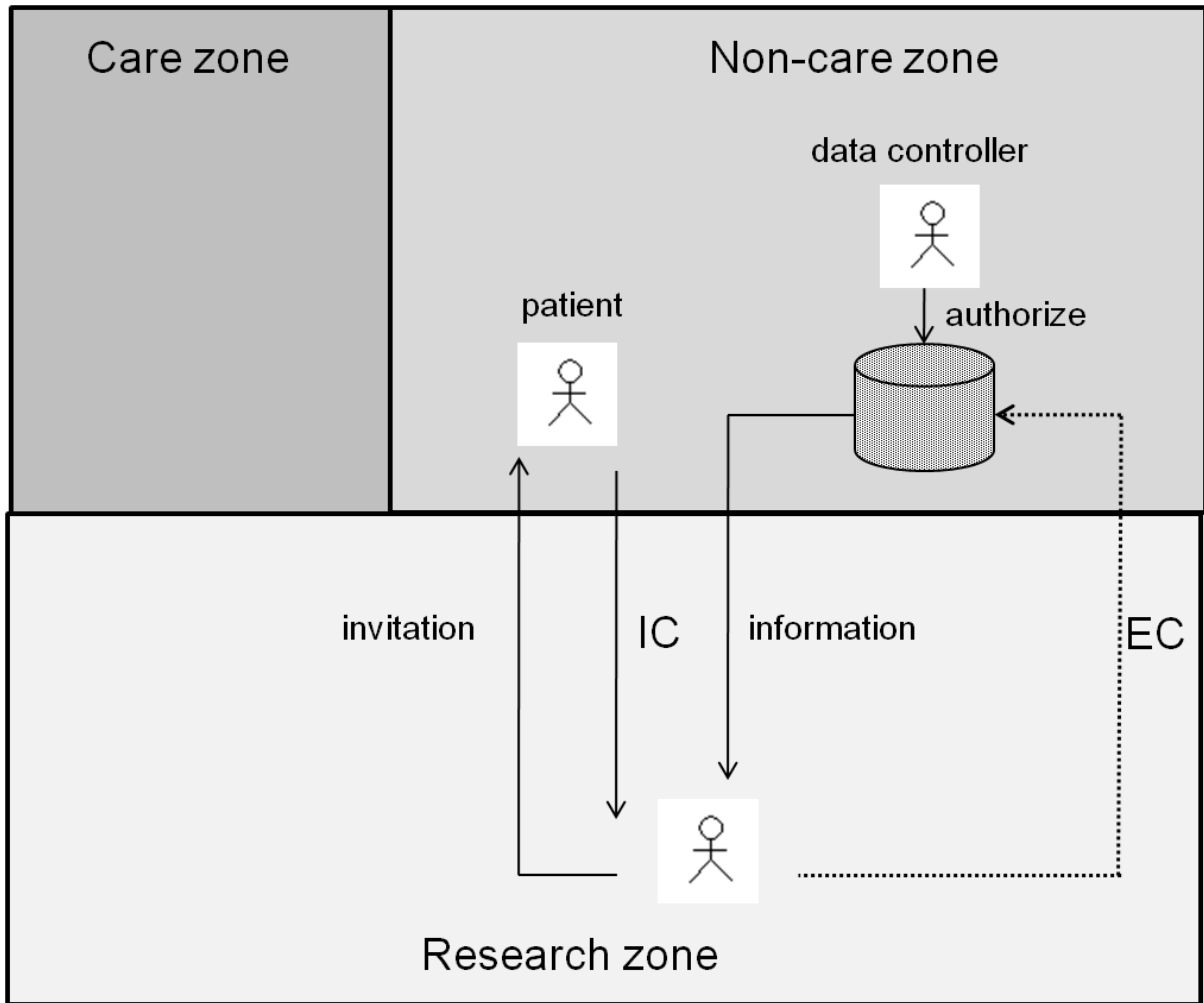 Care zone
Non-care zone
data controller
patient
authorize
invitation
IC
information
EC
Research zone